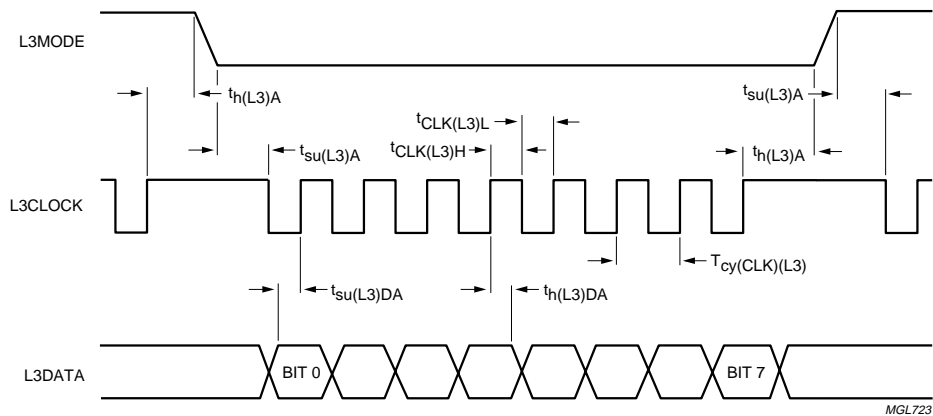 L3MODE
th(L3)A
tsu(L3)A
tCLK(L3)L
tCLK(L3)H
tsu(L3)A
th(L3)A
L3CLOCK
Tcy(CLK)(L3)
tsu(L3)DA
th(L3)DA
L3DATA
BIT 0
BIT 7
MGL723